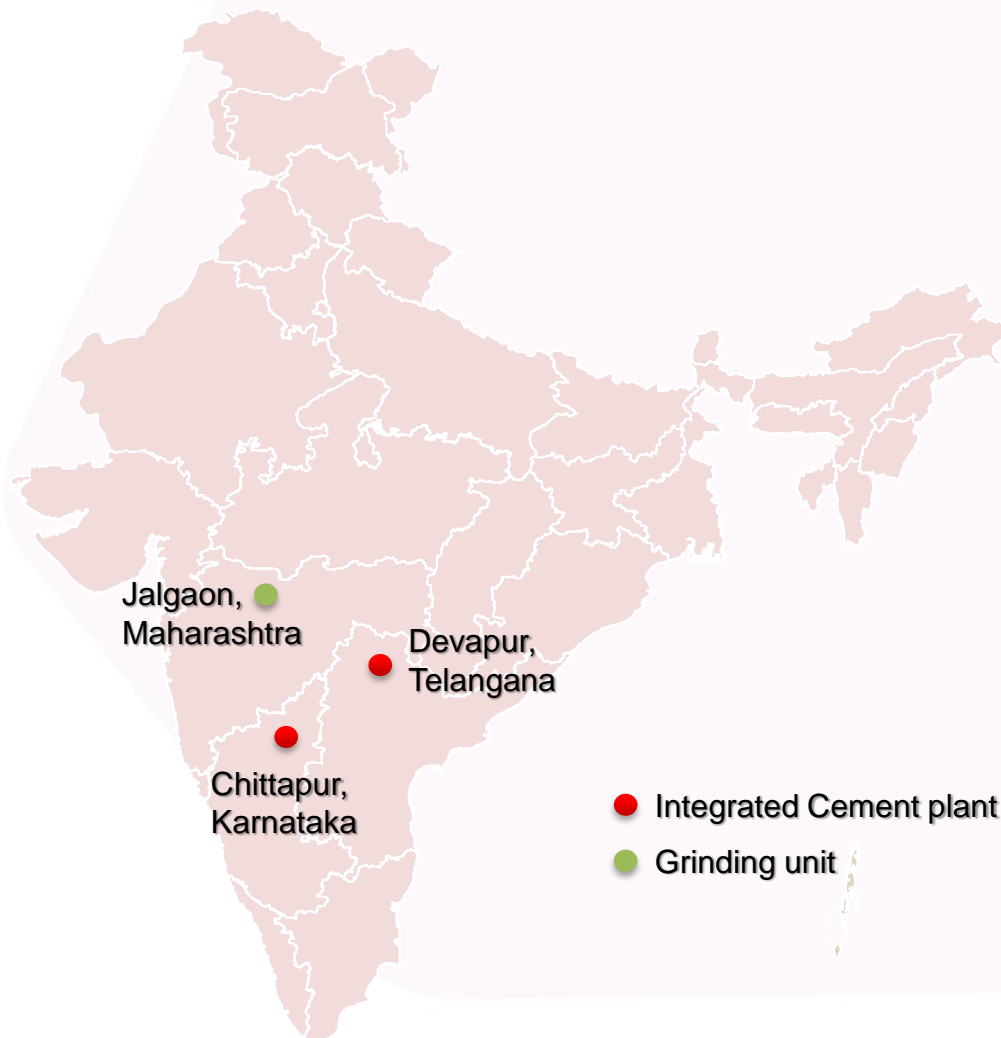 Jalgaon,
Maharashtra
Devapur,
Telangana
Chittapur,
Karnataka
Integrated Cement plant
Grinding unit